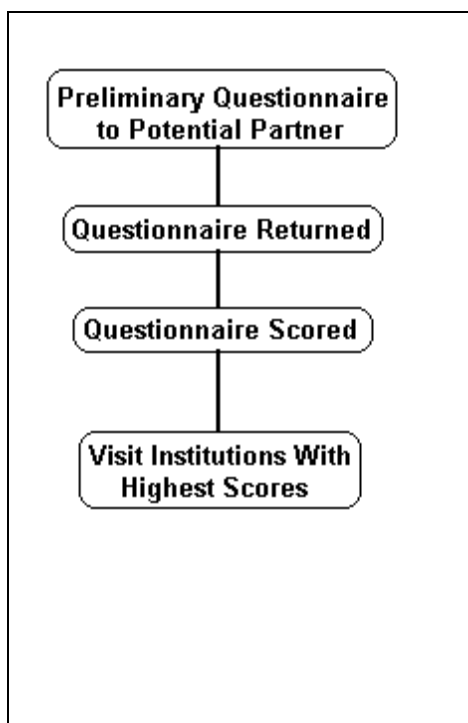 Preliminary Questionnaire
to Potential Partner
Questionnaire Returned
Questionnaire Scored
Visit Institutions With
Highest Scores